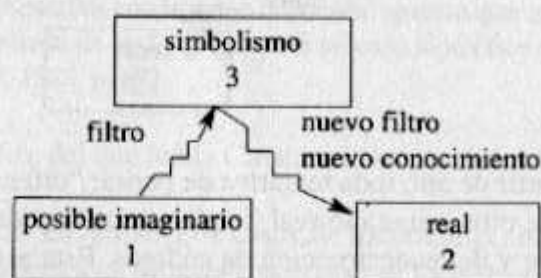 simbolismo
3
filtro
nuevo filtro
nuevo conocimiento
posible imaginario
1
real
2